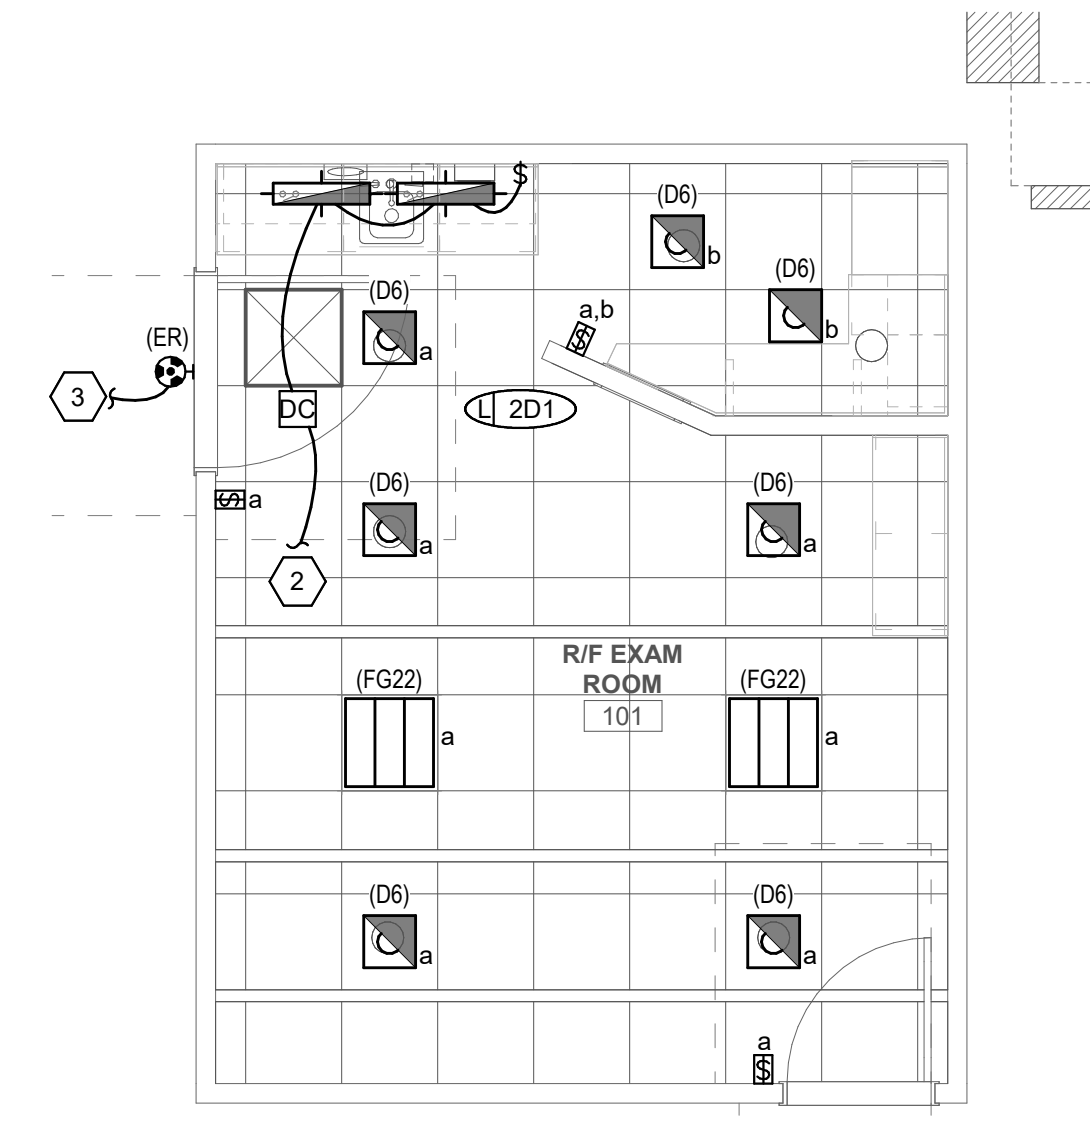 $
(D6)
b
(D6)
b
(D6)
a
a,b
$
(ER)
3
DC
L 2D1
$ a
(D6)
a
(D6)
a
2
R/F EXAM
ROOM
101
(FG22)
a
(FG22)
a
(D6)
a
(D6)
a
a
$